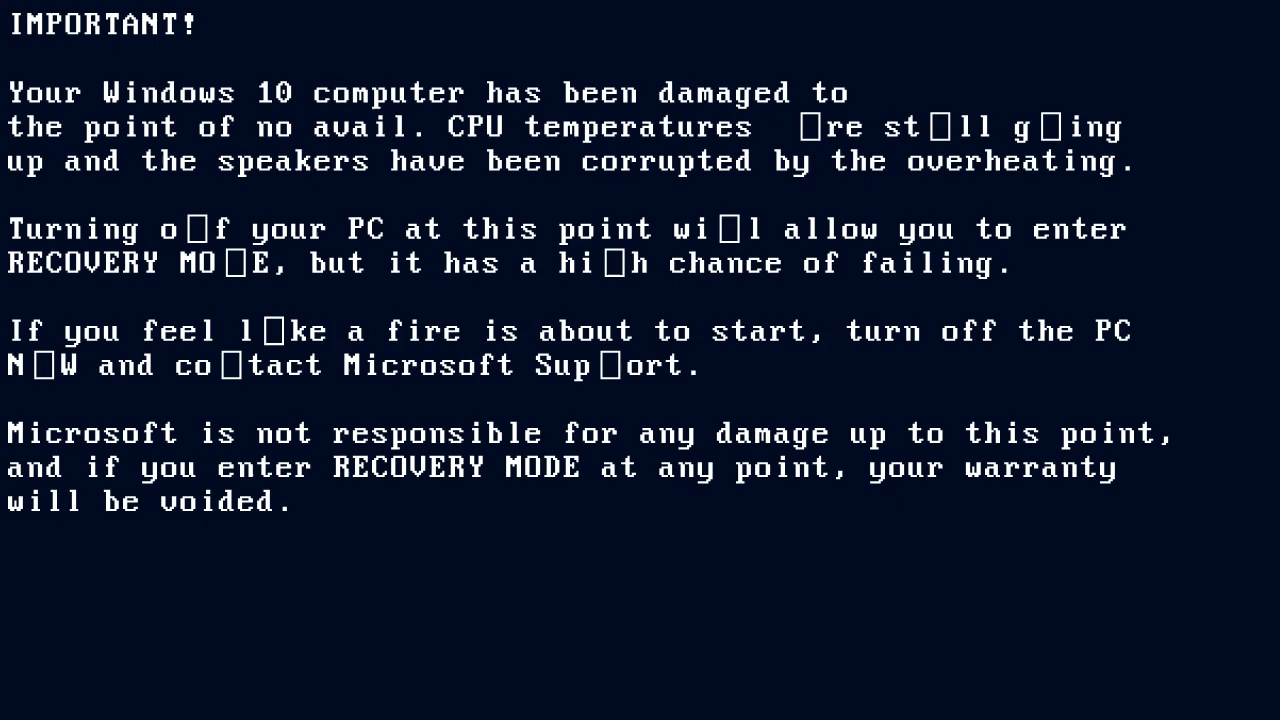 IMPORTANT!
Your Windows 10 computer has been damaged to
the point of no avail. CPU temperatures □re st□ll g□ing
up and the speakers have been corrupted by the overheating.
Turning o□f your PC at this point wi□l allow you to enter
RECOVERY MO□E, but it has a hi□h chance of failing.
If you feel l□ke a fire is about to start, turn off the PC
N□W and co□tact Microsoft Sup□ort.
Microsoft is not responsible for any damage up to this point,
and if you enter RECOVERY MODE at any point, your warranty
will be voided.